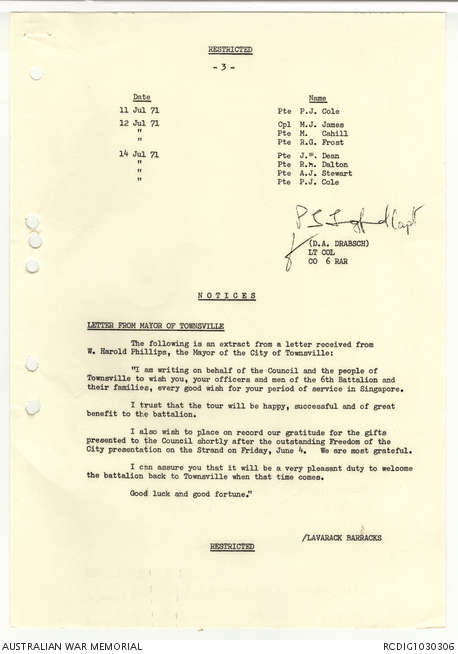 RESTRICTED
- 3 -
Date Name
11 Jul 71 Pte P.J. Cole
12 Jul 71 Cpl M.J. James
" Pte M. Cahill
" Pte R.G. Frost
14 Jul 71 Pte J.W. Dean
" Pte R.M. Dalton
" Pte A.J. Stewart
" Pte P.J. Cole
Capt
(D.A. DRABSCH)
LT COL
CO 6 RAR
N O T I C E S
LETTER FROM MAYOR OF TOWNSVILLE
The following is an extract from a letter received from
W. Harold Phillips, the Mayor of the City of Townsville:
"I am writing on behalf of the Council and the people of
Townsville to wish you, your officers and men of the 6th Battalion and
their families, every good wish for your period of service in Singapore.
I trust that the tour will be happy, successful and of great
benefit to the battalion.
I also wish to place on record our gratitude for the gifts
presented to the Council shortly after the outstanding Freedom of the
City presentation on the Strand on Friday, June 4. We are most grateful.
I can assure you that it will be a very pleasant duty to welcome
the battalion back to Townsville when that time comes.
Good luck and good fortune."
/LAVARACK BARRACKS
RESTRICTED
AUSTRALIAN WAR MEMORIAL RCDIG1030306